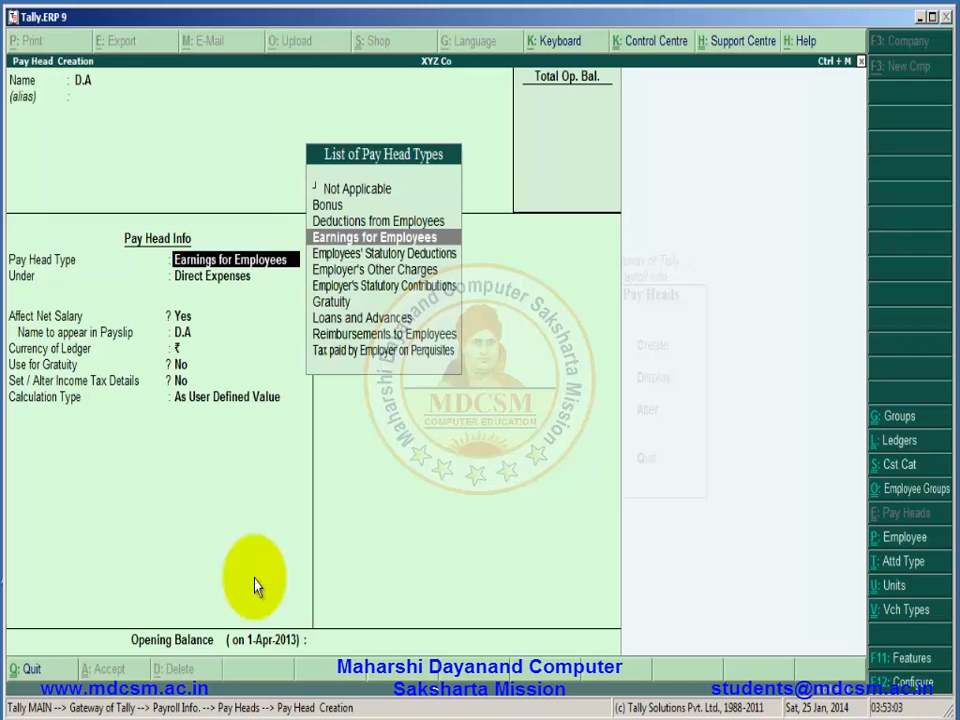 Tally.ERP 9
P: Print E: Export M: E-Mail O: Upload S: Shop G: Language K: Keyboard K: Control Centre H: Support Centre H: Help
F3: Company
F3: New Cmp
Pay Head Creation XYZ Co Ctrl + M
Name : D.A
(alias) :
Total Op. Bal.
List of Pay Head Types
Not Applicable
Bonus
Deductions from Employees
Earnings for Employees
Employees' Statutory Deductions
Employer's Other Charges
Employer's Statutory Contributions
Gratuity
Loans and Advances
Reimbursements to Employees
Tax paid by Employer on Perquisites
Pay Head Info
Pay Head Type : Earnings for Employees
Under : Direct Expenses
Affect Net Salary ? Yes
Name to appear in Payslip : D.A
Currency of Ledger : ₹
Use for Gratuity ? No
Set / Alter Income Tax Details ? No
Calculation Type : As User Defined Value
Pay Heads
Create
Display
Alter
Quit
Maharshi Dayanand Computer Saksharta Mission
MDCSM
COMPUTER EDUCATION
G: Groups
L: Ledgers
S: Cst Cat
O: Employee Groups
E: Pay Heads
P: Employee
T: Attd Type
U: Units
V: Vch Types
F11: Features
F12: Configure
Opening Balance ( on 1-Apr-2013) :
Q: Quit A: Accept D: Delete
Maharshi Dayanand Computer
Saksharta Mission
www.mdcsm.ac.in
students@mdcsm.ac.in
Tally MAIN --> Gateway of Tally --> Payroll Info. --> Pay Heads --> Pay Head Creation (c) Tally Solutions Pvt. Ltd., 1988-2011 Sat, 25 Jan, 2014 03:53:03